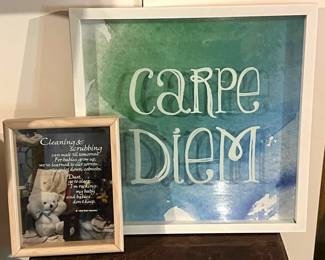 CARPE
DIEM
Cleaning &
scrubbing
can wait till tomorrow
For babies grow up,
we've learned to our sorrow.
So quiet down, cobwebs.
Dust,
go to sleep.
I'm rocking
my baby
and babies
don't keep.